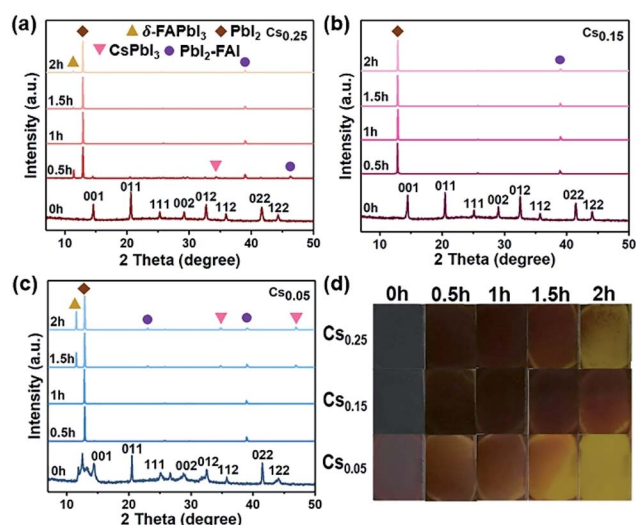 (a)
δ-FAPbI3 PbI2 Cs0.25
CsPbI3 PbI2-FAI
2h
1.5h
1h
0.5h
0h
001 011 111 002 012 112 022 122
Intensity (a.u.)
10 20 30 40 50
2 Theta (degree)
(b)
Cs0.15
2h
1.5h
1h
0.5h
0h
001 011 111 002 012 112 022 122
Intensity (a.u.)
10 20 30 40 50
2 Theta (degree)
(c)
Cs0.05
2h
1.5h
1h
0.5h
0h
001 011 111 002 012 112 022 122
Intensity (a.u.)
10 20 30 40 50
2 Theta (degree)
(d)
0h 0.5h 1h 1.5h 2h
Cs0.25
Cs0.15
Cs0.05